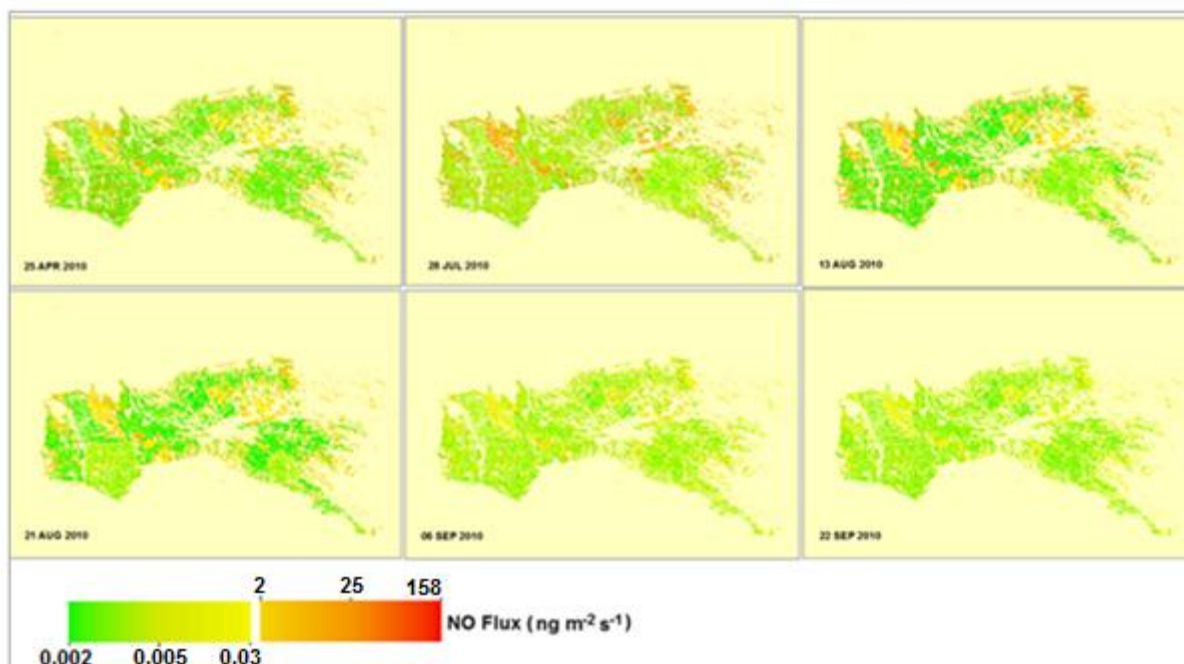 25 APR 2010
28 JUL 2010
13 AUG 2010
21 AUG 2010
06 SEP 2010
22 SEP 2010
2 25 158
NO Flux ( ng m⁻² s⁻¹)
0.002 0.005 0.03